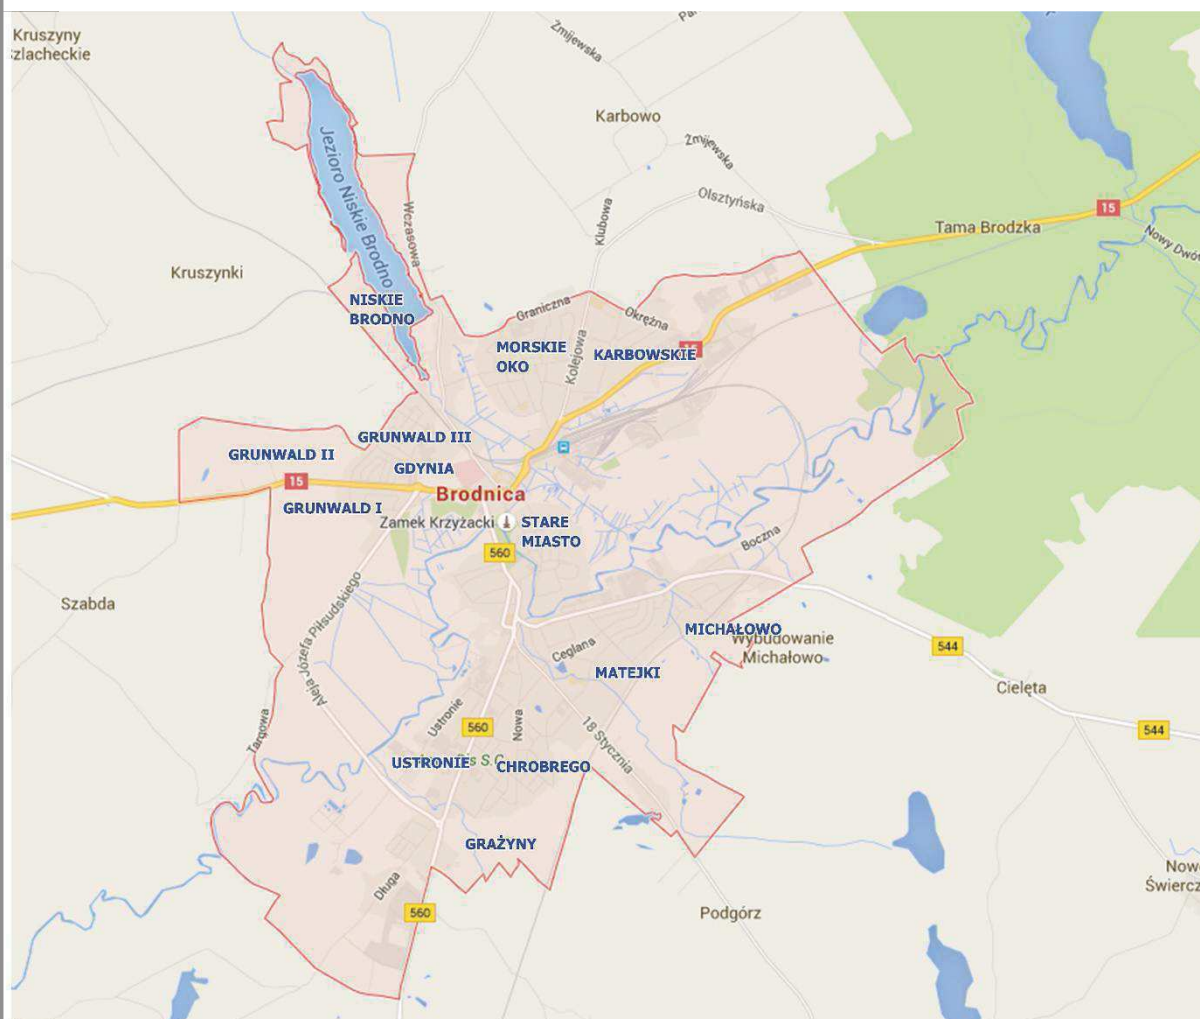 Kruszyny
Szlacheckie
Żmijewska
Karbowo
Żmijewska
Jezioro Niskie Brodno
Olsztyńska
Wczasowa
Klubowa
15
Tama Brodzka
Nowy Dwór
Kruszynki
NISKIE
BRODNO
Graniczna
Okrężna
MORSKIE
OKO
Kolejowa
KARBOWSKIE
15
GRUNWALD III
GRUNWALD II
GDYNIA
15
Brodnica
GRUNWALD I
Zamek Krzyżacki
STARE
MIASTO
560
Boczna
Szabda
Aleja Józefa Piłsudskiego
MICHAŁOWO
Wybudowanie
Michałowo
544
Ceglana
MATEJKI
Cielęta
Targowa
Ustronie
560
Nowa
18 Stycznia
544
USTRONIE
S.C
CHROBREGO
GRAŻYNY
Nowe
Świercz
Długa
560
Podgórz